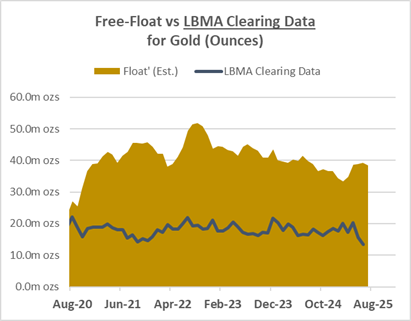 Free-Float vs LBMA Clearing Data
for Gold (Ounces)
Float' (Est.) LBMA Clearing Data
60.0m ozs
50.0m ozs
40.0m ozs
30.0m ozs
20.0m ozs
10.0m ozs
0.0m ozs
Aug-20 Jun-21 Apr-22 Feb-23 Dec-23 Oct-24 Aug-25